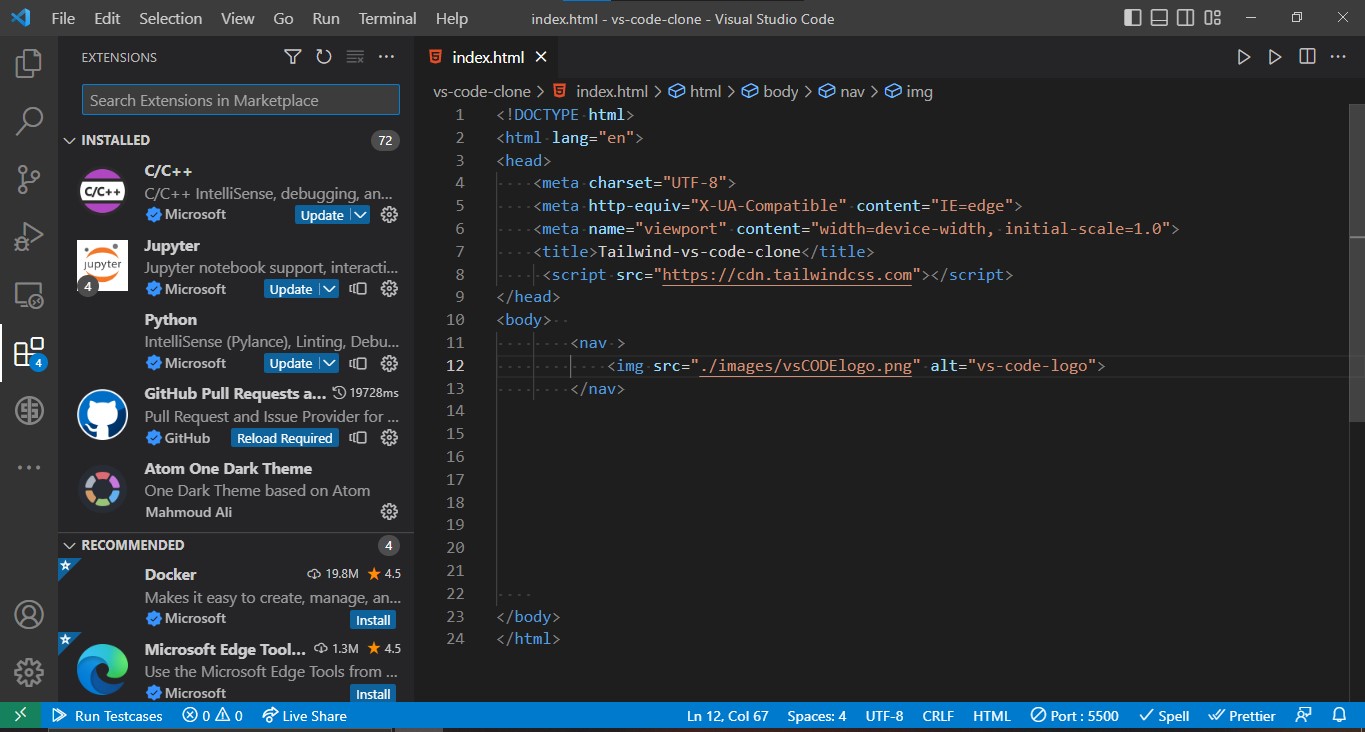 File Edit Selection View Go Run Terminal Help index.html - vs-code-clone - Visual Studio Code
EXTENSIONS
Search Extensions in Marketplace
INSTALLED 72
C/C++
C/C++
C/C++ IntelliSense, debugging, an...
Microsoft Update
Jupyter
jupyter
Jupyter notebook support, interacti...
4
Microsoft Update
Python
IntelliSense (Pylance), Linting, Debu...
Microsoft Update
4
GitHub Pull Requests a... 19728ms
Pull Request and Issue Provider for ...
GitHub Reload Required
Atom One Dark Theme
One Dark Theme based on Atom
Mahmoud Ali
RECOMMENDED 4
Docker 19.8M 4.5
Makes it easy to create, manage, an...
Microsoft Install
Microsoft Edge Tool... 1.3M 4.5
Use the Microsoft Edge Tools from ...
Microsoft Install
index.html
vs-code-clone > index.html > html > body > nav > img
1 <!DOCTYPE html>
2 <html lang="en">
3 <head>
4 <meta charset="UTF-8">
5 <meta http-equiv="X-UA-Compatible" content="IE=edge">
6 <meta name="viewport" content="width=device-width, initial-scale=1.0">
7 <title>Tailwind-vs-code-clone</title>
8 <script src="https://cdn.tailwindcss.com"></script>
9 </head>
10 <body>
11 <nav >
12 <img src="./images/vsCODElogo.png" alt="vs-code-logo">
13 </nav>
14
15
16
17
18
19
20
21
22
23 </body>
24 </html>
Run Testcases 0 0 Live Share Ln 12, Col 67 Spaces: 4 UTF-8 CRLF HTML Port : 5500 Spell Prettier